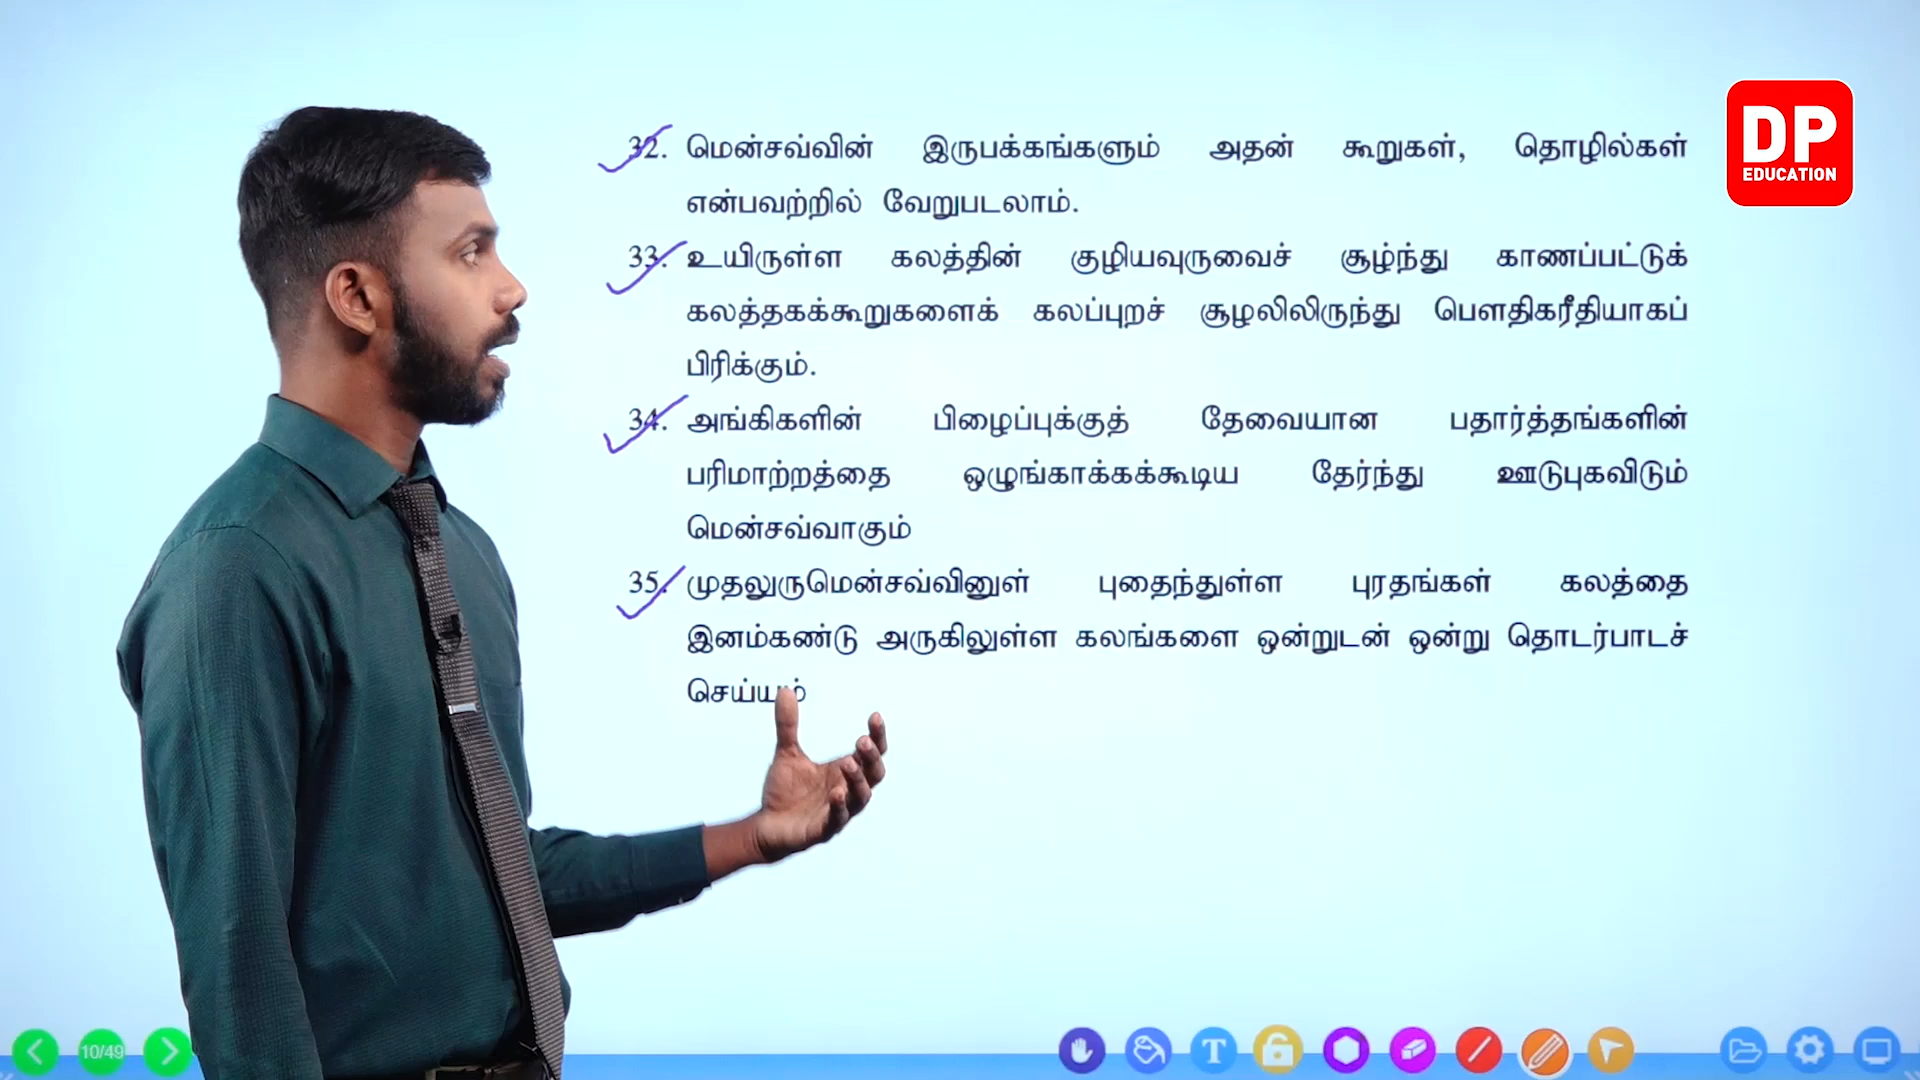 DP
EDUCATION
32. மென்சவ்வின் இருபக்கங்களும் அதன் கூறுகள், தொழில்கள்
என்பவற்றில் வேறுபடலாம்.
33. உயிருள்ள கலத்தின் குழியவுருவைச் சூழ்ந்து காணப்பட்டுக்
கலத்தகக்கூறுகளைக் கலப்புறச் சூழலிலிருந்து பௌதிகரீதியாகப்
பிரிக்கும்.
34. அங்கிகளின் பிழைப்புக்குத் தேவையான பதார்த்தங்களின்
பரிமாற்றத்தை ஒழுங்காக்கக்கூடிய தேர்ந்து ஊடுபுகவிடும்
மென்சவ்வாகும்
35. முதலுருமென்சவ்வினுள் புதைந்துள்ள புரதங்கள் கலத்தை
இனம்கண்டு அருகிலுள்ள கலங்களை ஒன்றுடன் ஒன்று தொடர்பாடச்
செய்யும்
10/49
T